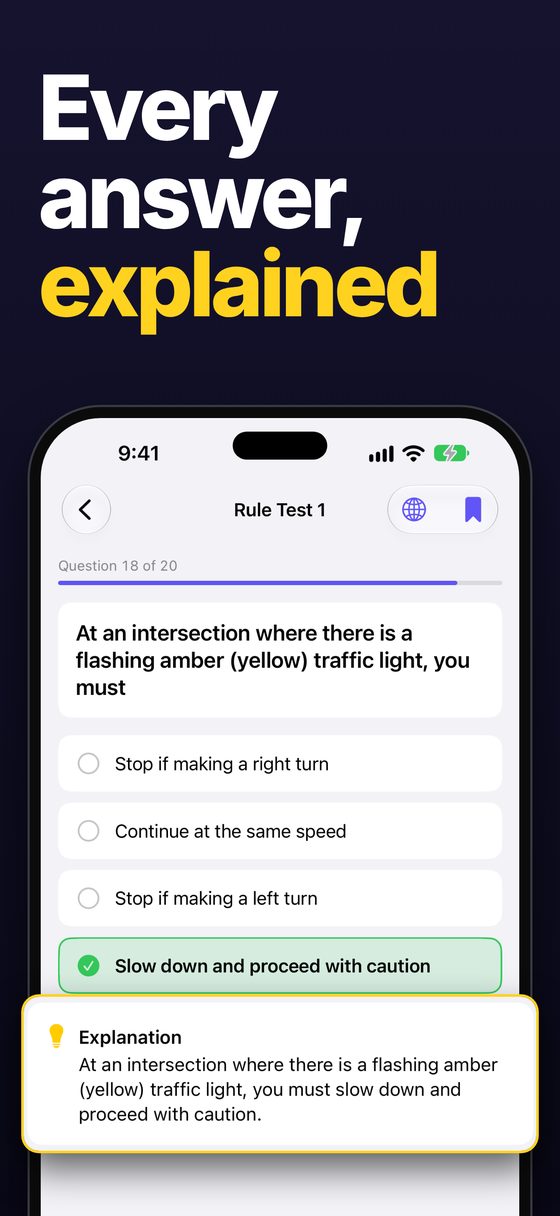 Every
answer,
explained
9:41
Rule Test 1
Question 18 of 20
At an intersection where there is a
flashing amber (yellow) traffic light, you
must
Stop if making a right turn
Continue at the same speed
Stop if making a left turn
Slow down and proceed with caution
Explanation
At an intersection where there is a flashing amber
(yellow) traffic light, you must slow down and
proceed with caution.